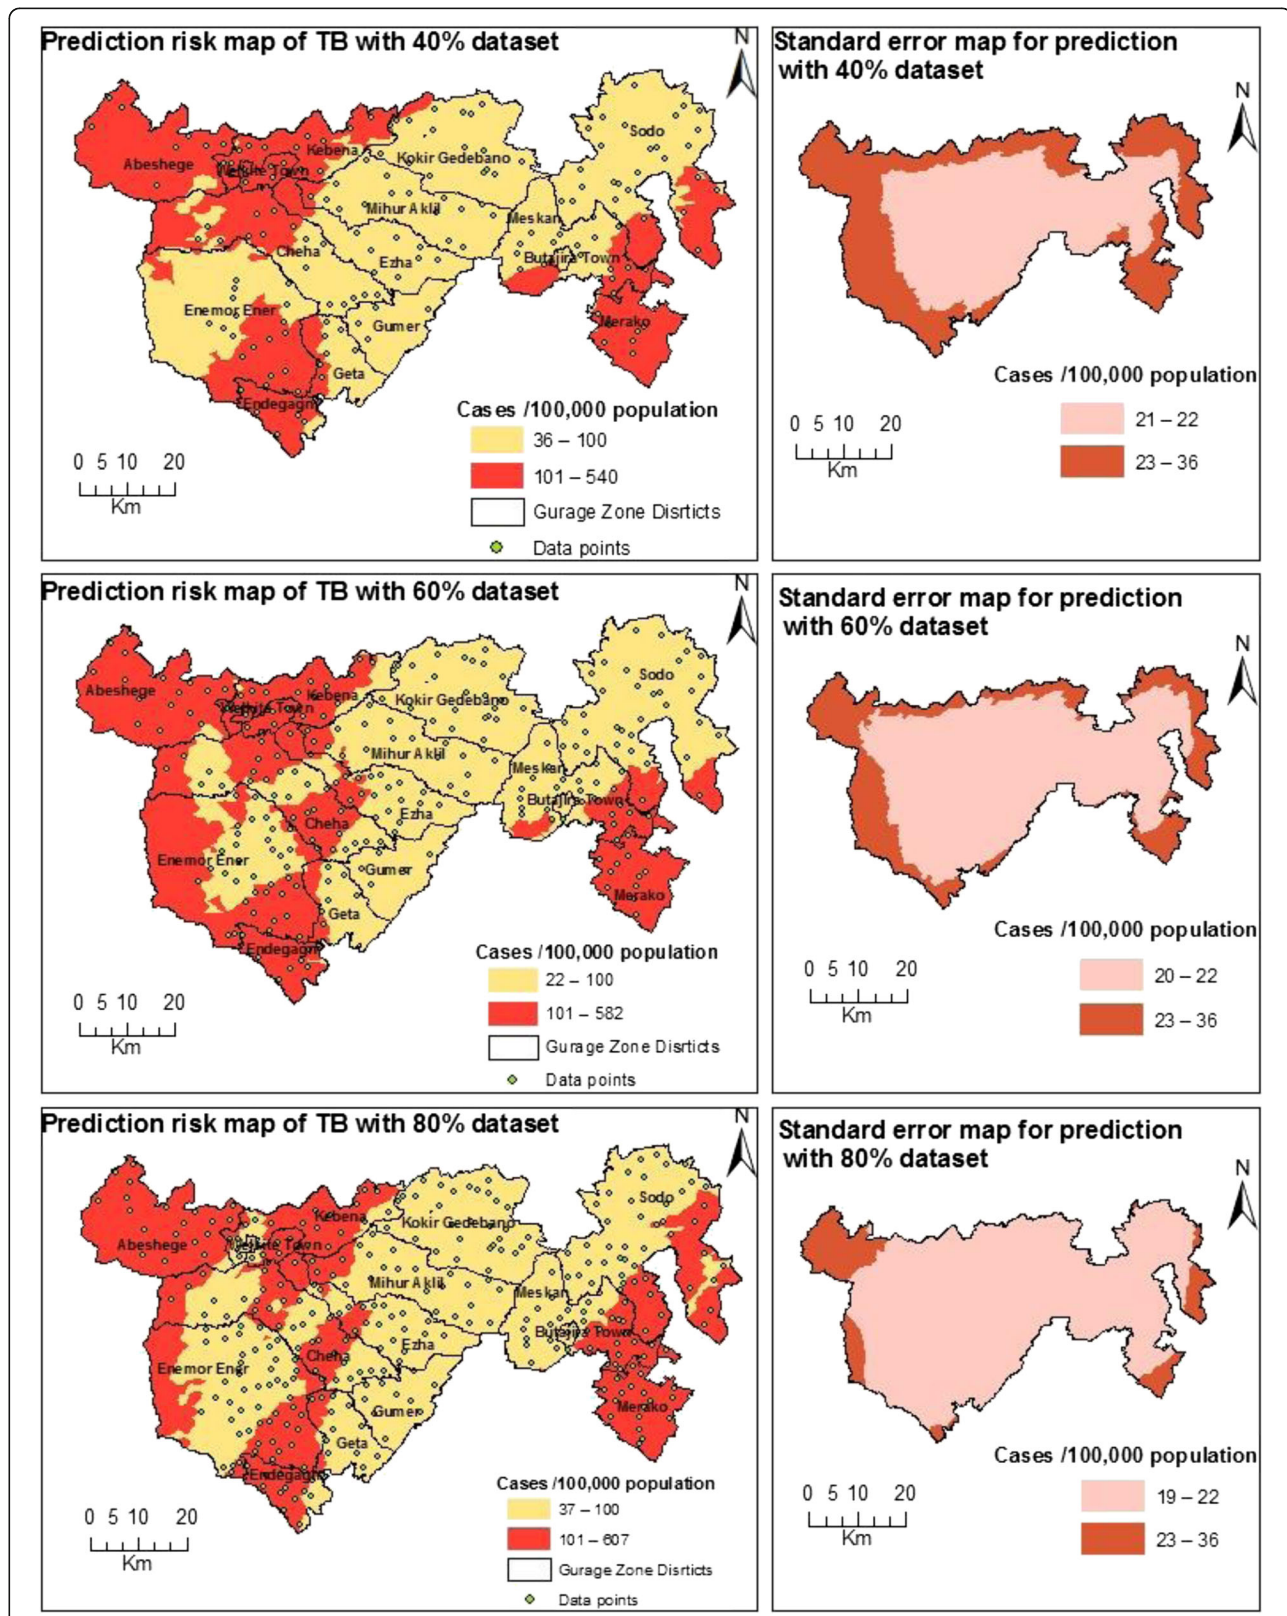 Prediction risk map of TB with 40% dataset
N
Abeshege
Welkite Town
Kebena
Kokir Gedebano
Sodo
Mihur Aklil
Meskan
Cheha
Ezha
Butajira Town
Enemor Ener
Gumer
Merako
Geta
Endegagn
Cases /100,000 population
36 – 100
101 – 540
Gurage Zone Disrticts
Data points
0 5 10 20
Km
Standard error map for prediction
with 40% dataset
N
Cases /100,000 population
21 – 22
23 – 36
0 5 10 20
Km
Prediction risk map of TB with 60% dataset
N
Abeshege
Welkite Town
Kebena
Kokir Gedebano
Sodo
Mihur Aklil
Meskan
Butajira Town
Cheha
Ezha
Enemor Ener
Gumer
Merako
Geta
Endegagn
Cases /100,000 population
22 – 100
101 – 582
Gurage Zone Disrticts
Data points
0 5 10 20
Km
Standard error map for prediction
with 60% dataset
N
Cases /100,000 population
20 – 22
23 – 36
0 5 10 20
Km
Prediction risk map of TB with 80% dataset
N
Abeshege
Welkite Town
Kebena
Kokir Gedebano
Sodo
Mihur Aklil
Meskan
Butajira Town
Cheha
Ezha
Enemor Ener
Gumer
Merako
Geta
Endegagn
Cases /100,000 population
37 – 100
101 – 607
Gurage Zone Disrticts
Data points
0 5 10 20
Km
Standard error map for prediction
with 80% dataset
N
Cases /100,000 population
19 – 22
23 – 36
0 5 10 20
Km